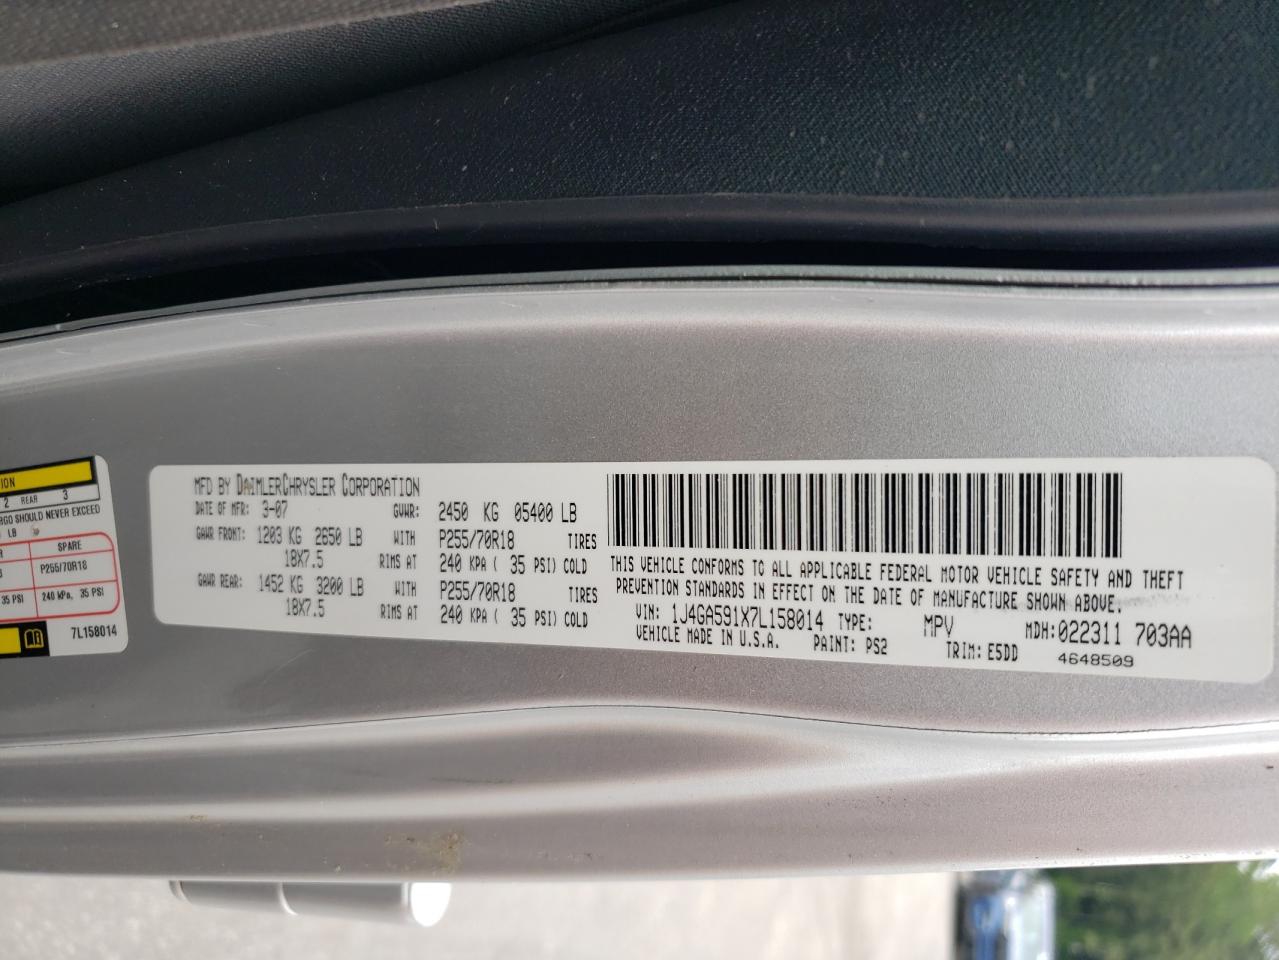 TION
2 REAR 3
RGO SHOULD NEVER EXCEED
LB
R SPARE
8 P255/70R18
35 PSI 240 kPa, 35 PSI
7L158014
MFD BY DAIMLERCHRYSLER CORPORATION
DATE OF MFR: 3-07 GVWR: 2450 KG 05400 LB
GAWR FRONT: 1203 KG 2650 LB WITH P255/70R18 TIRES
18X7.5 RIMS AT 240 KPA ( 35 PSI) COLD
GAWR REAR: 1452 KG 3200 LB WITH P255/70R18 TIRES
18X7.5 RIMS AT 240 KPA ( 35 PSI) COLD
THIS VEHICLE CONFORMS TO ALL APPLICABLE FEDERAL MOTOR VEHICLE SAFETY AND THEFT
PREVENTION STANDARDS IN EFFECT ON THE DATE OF MANUFACTURE SHOWN ABOVE.
VIN: 1J4GA591X7L158014 TYPE: MPV MDH:022311 703AA
VEHICLE MADE IN U.S.A. PAINT: PS2 TRIM: E5DD 4648509